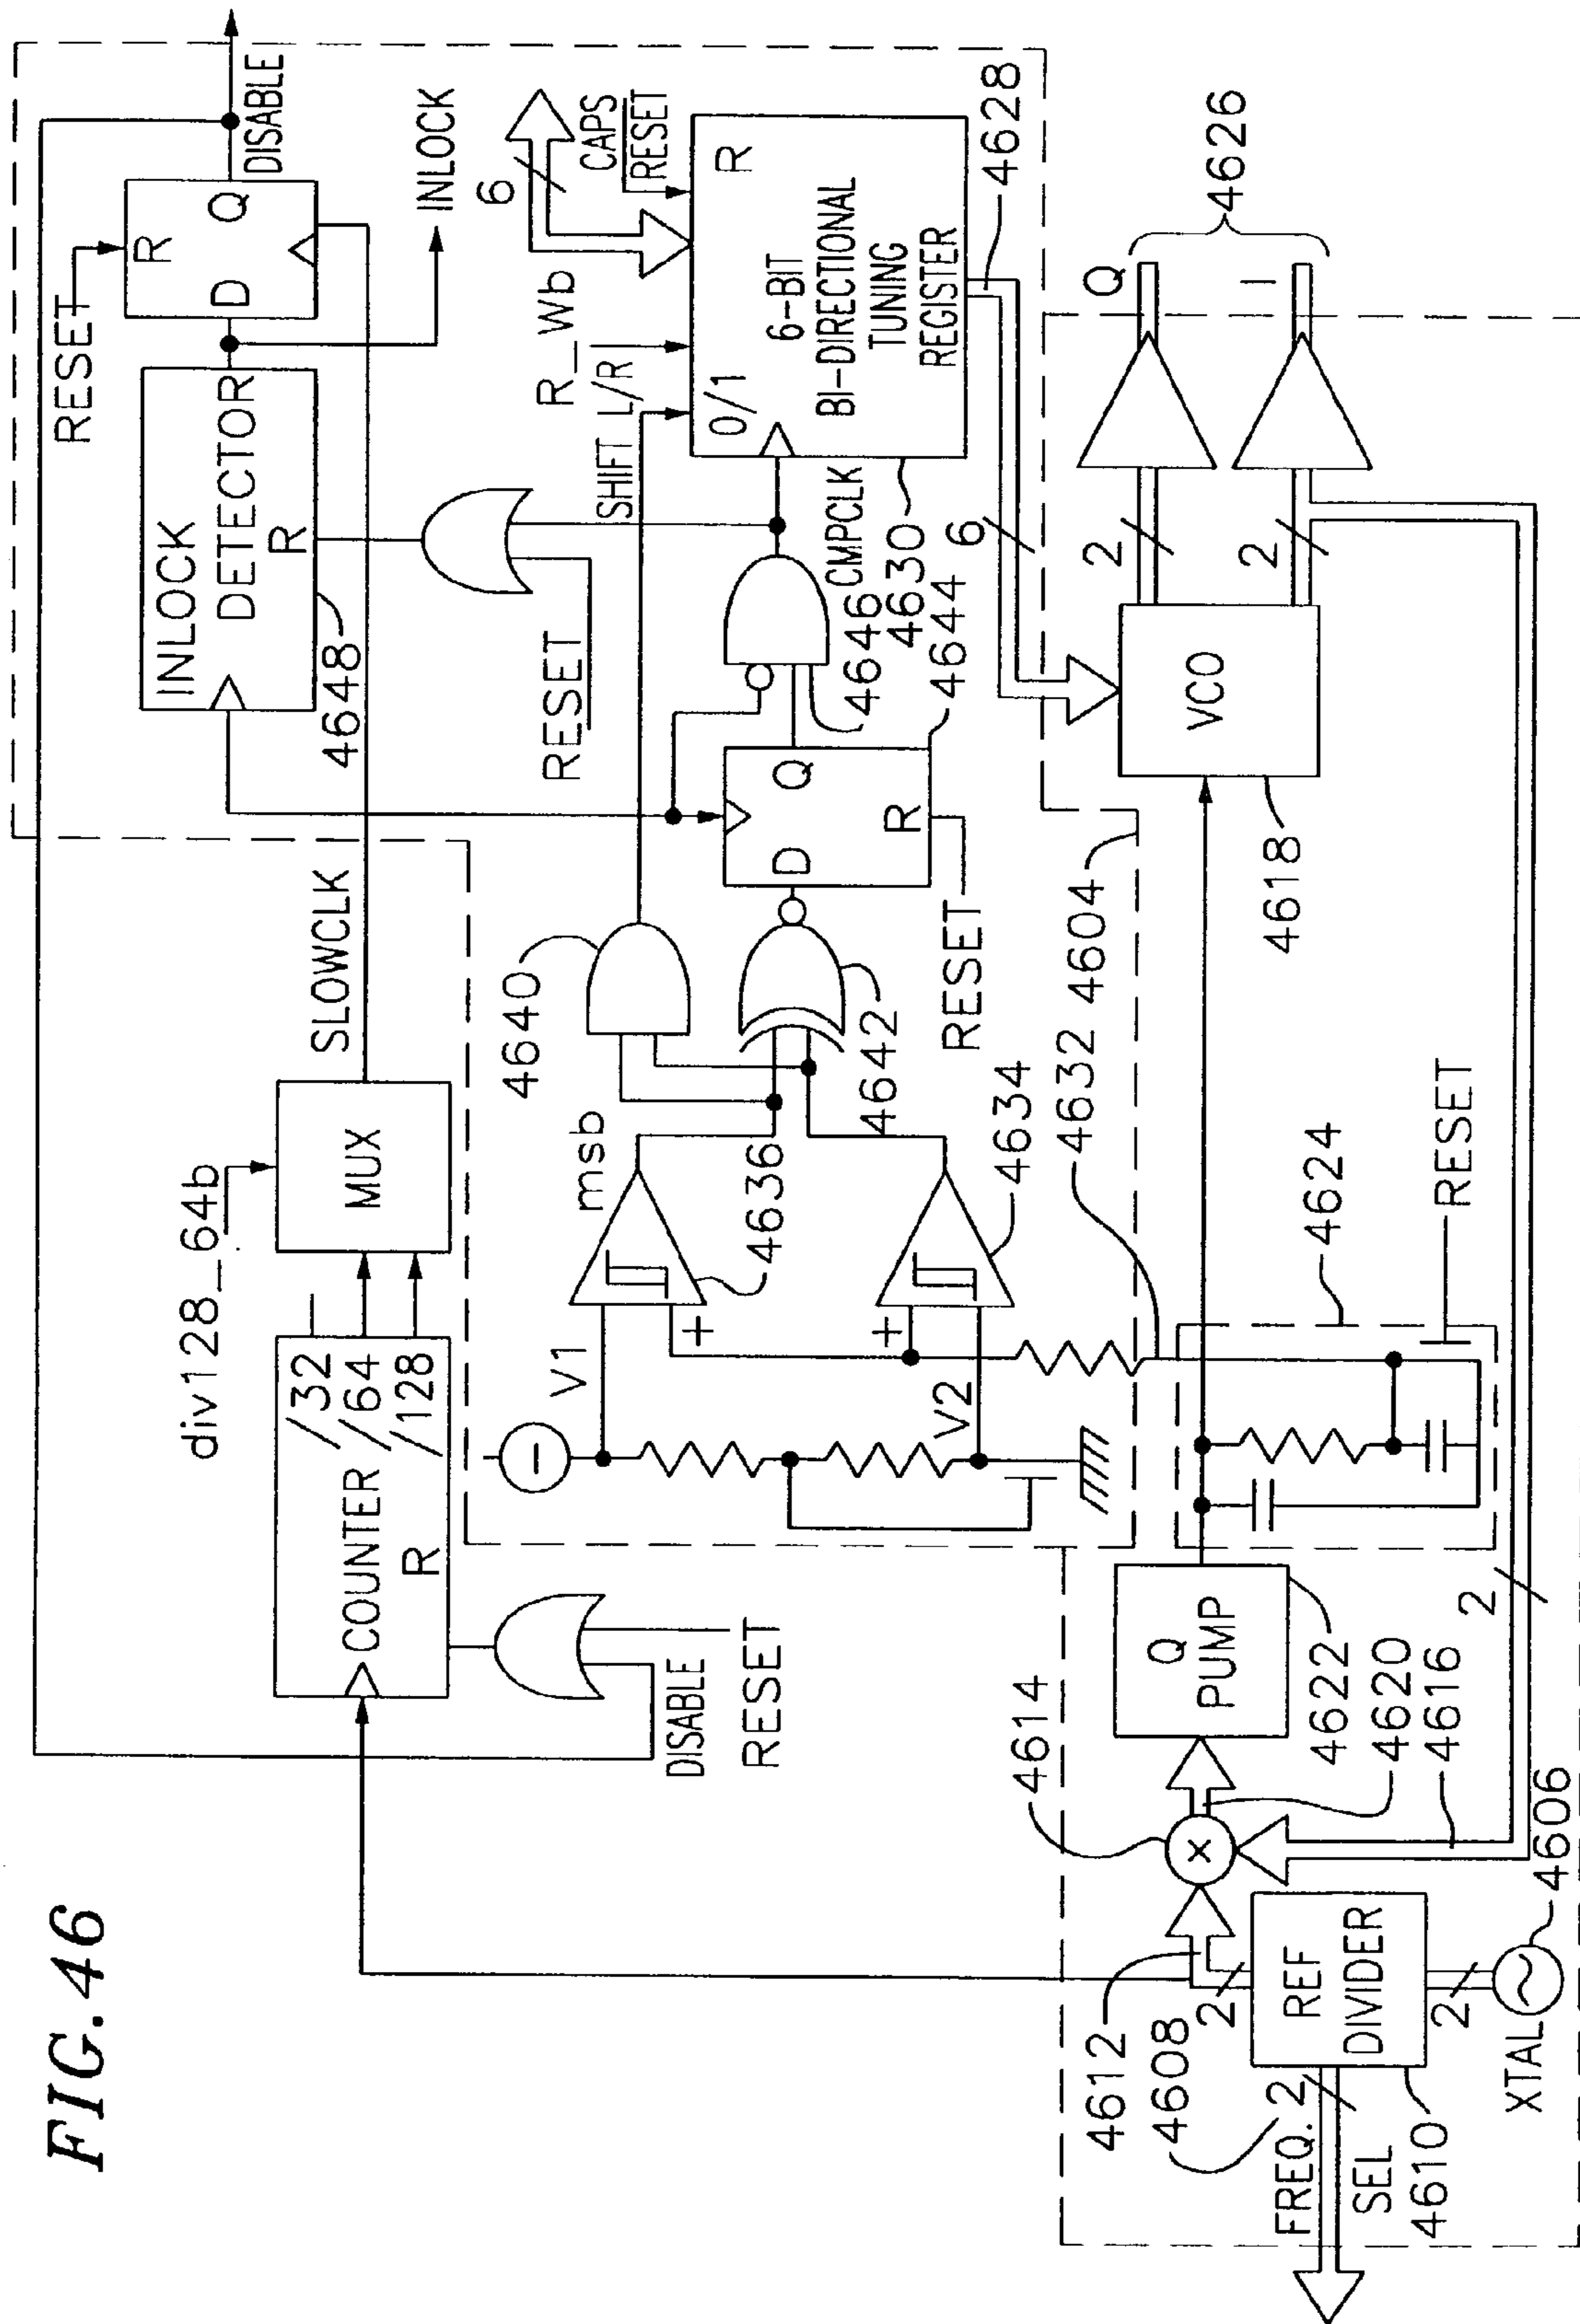 FIG. 46
RESET
R
D
Q
DISABLE
INLOCK
DETECTOR
R
4648
INLOCK
SLOWCLK
div128_64b
MUX
COUNTER
/32
/64
/128
R
DISABLE
RESET
RESET
SHIFT L/R
R_Wb
6
CAPS
RESET
0/1
R
6-BIT
BI-DIRECTIONAL
TUNING
REGISTER
4628
CMPCLK
4646
4630
4644
6
D
Q
R
RESET
4640
4642
msb
4636
4634
V1
+
+
V2
4632
4604
4624
RESET
VCO
4618
2
2
Q
I
4626
Q
PUMP
4614
4622
4620
4616
2
4612
4608
2
REF
DIVIDER
2
FREQ.
SEL
2
4610
XTAL
4606
X